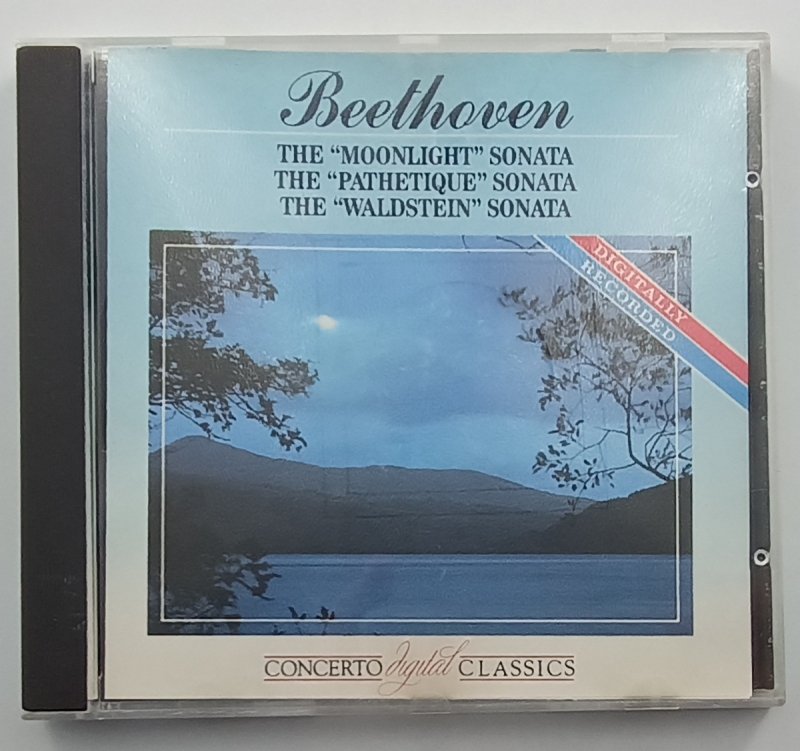 Beethoven
THE “MOONLIGHT” SONATA
THE “PATHETIQUE” SONATA
THE “WALDSTEIN” SONATA
DIGITALLY
RECORDED
CONCERTO digital CLASSICS